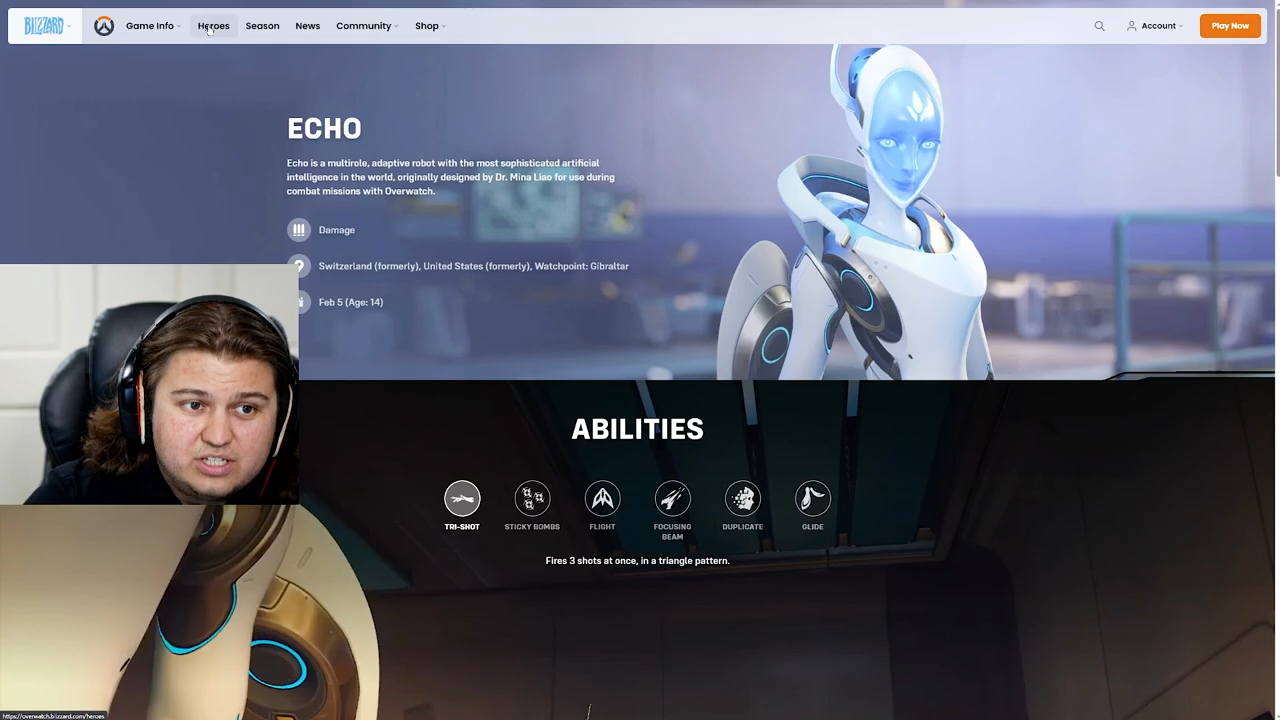 BLIZZARD
Game Info
Heroes
Season
News
Community
Shop
Account
Play Now
ECHO
Echo is a multirole, adaptive robot with the most sophisticated artificial
intelligence in the world, originally designed by Dr. Mina Liao for use during
combat missions with Overwatch.
Damage
Switzerland (formerly), United States (formerly), Watchpoint: Gibraltar
Feb 5 (Age: 14)
ABILITIES
TRI-SHOT
STICKY BOMBS
FLIGHT
FOCUSING
BEAM
DUPLICATE
GLIDE
Fires 3 shots at once, in a triangle pattern.
https://overwatch.blizzard.com/heroes